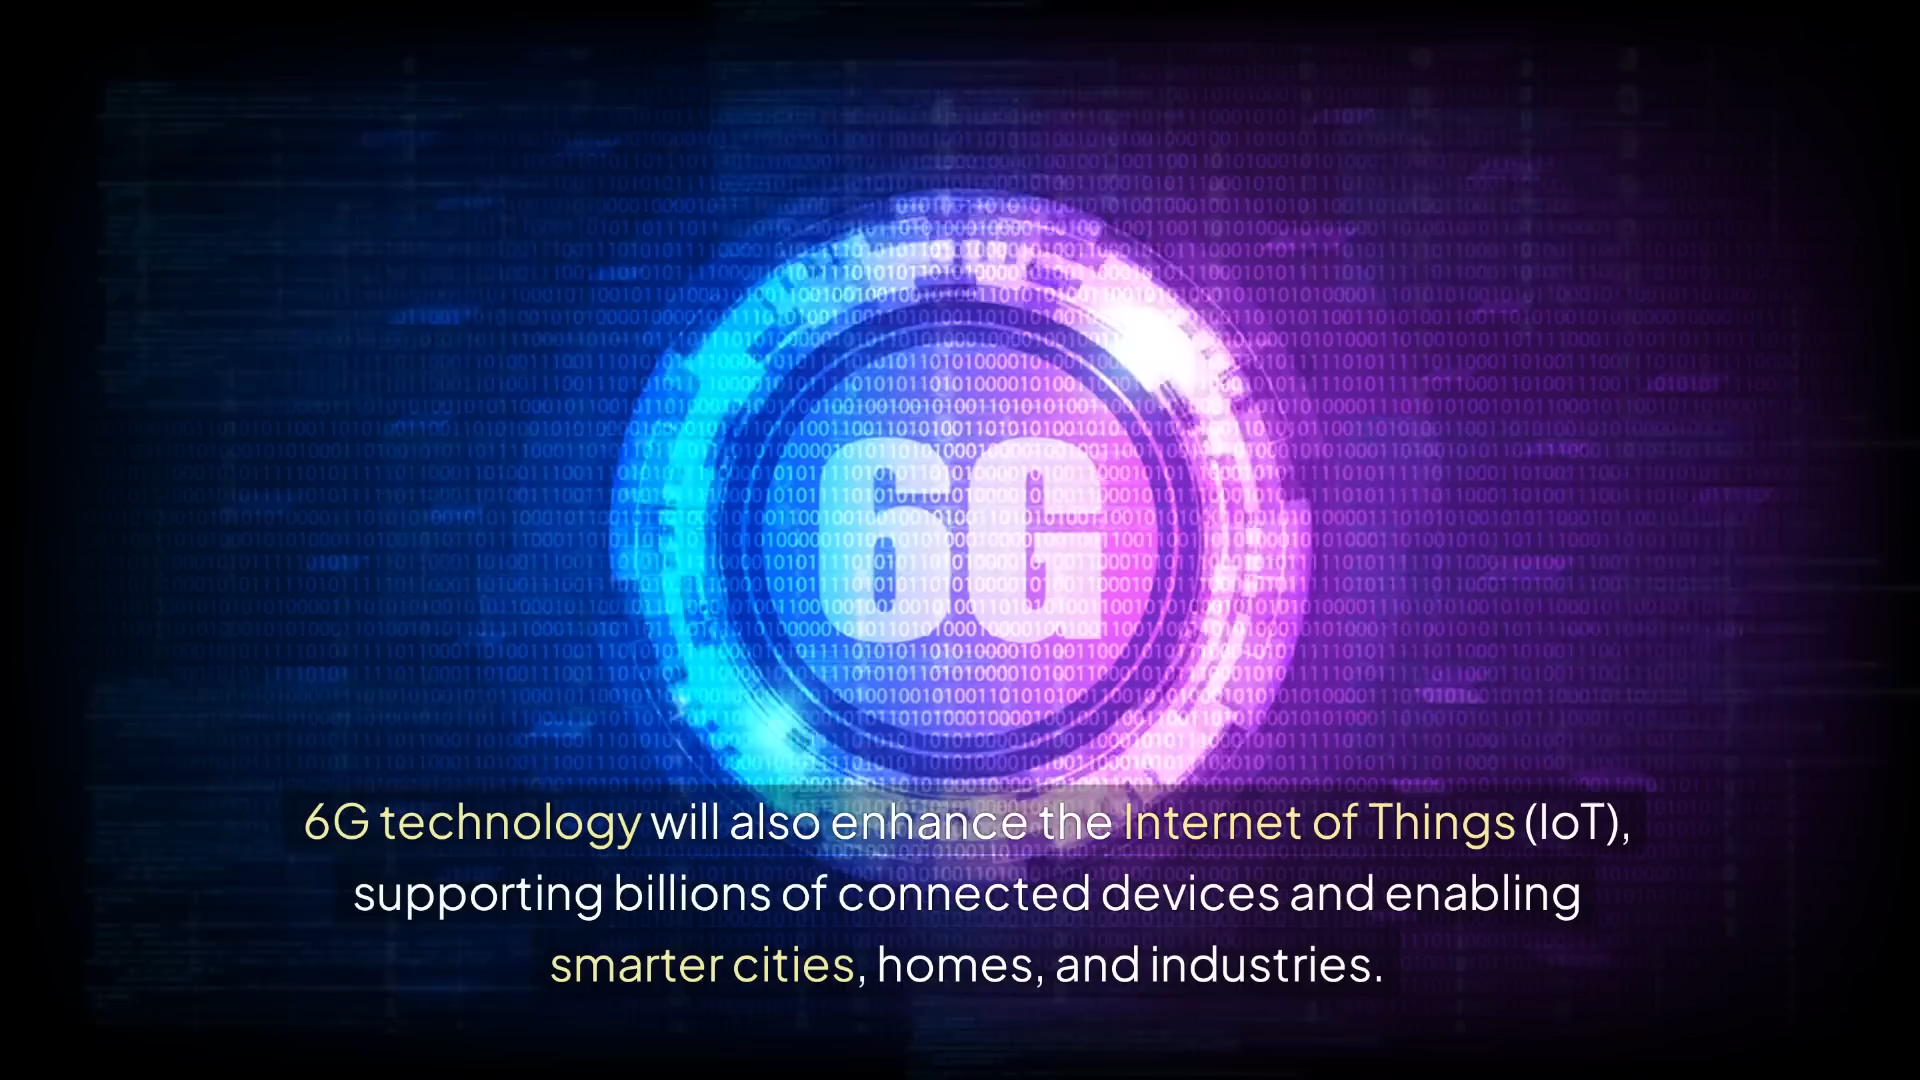 6G
6G technology will also enhance the Internet of Things (IoT),
supporting billions of connected devices and enabling
smarter cities, homes, and industries.